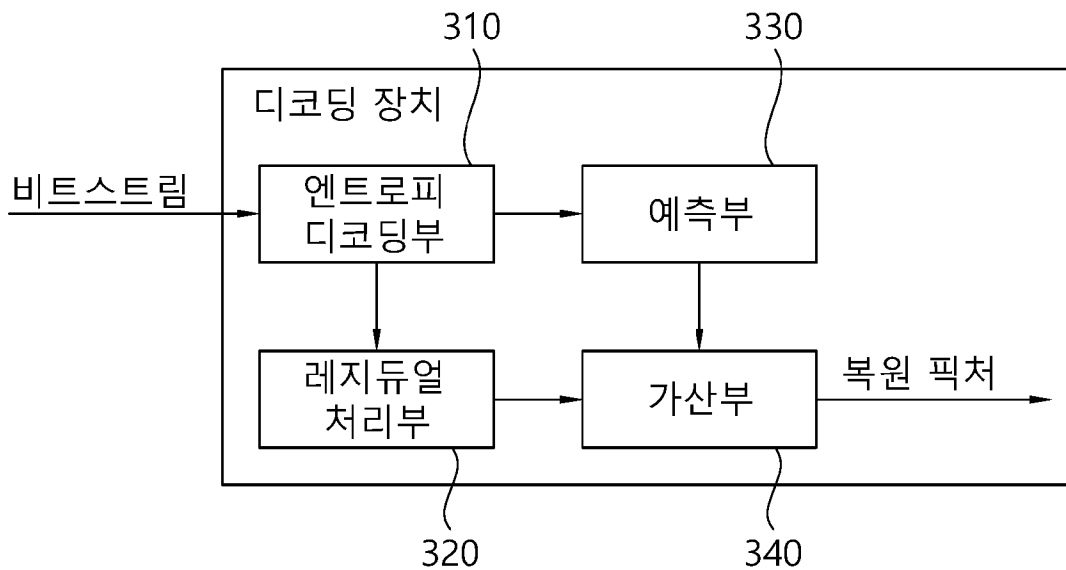 310
330
디코딩 장치
비트스트림
엔트로피
디코딩부
예측부
레지듀얼
처리부
가산부
복원 픽처
320
340